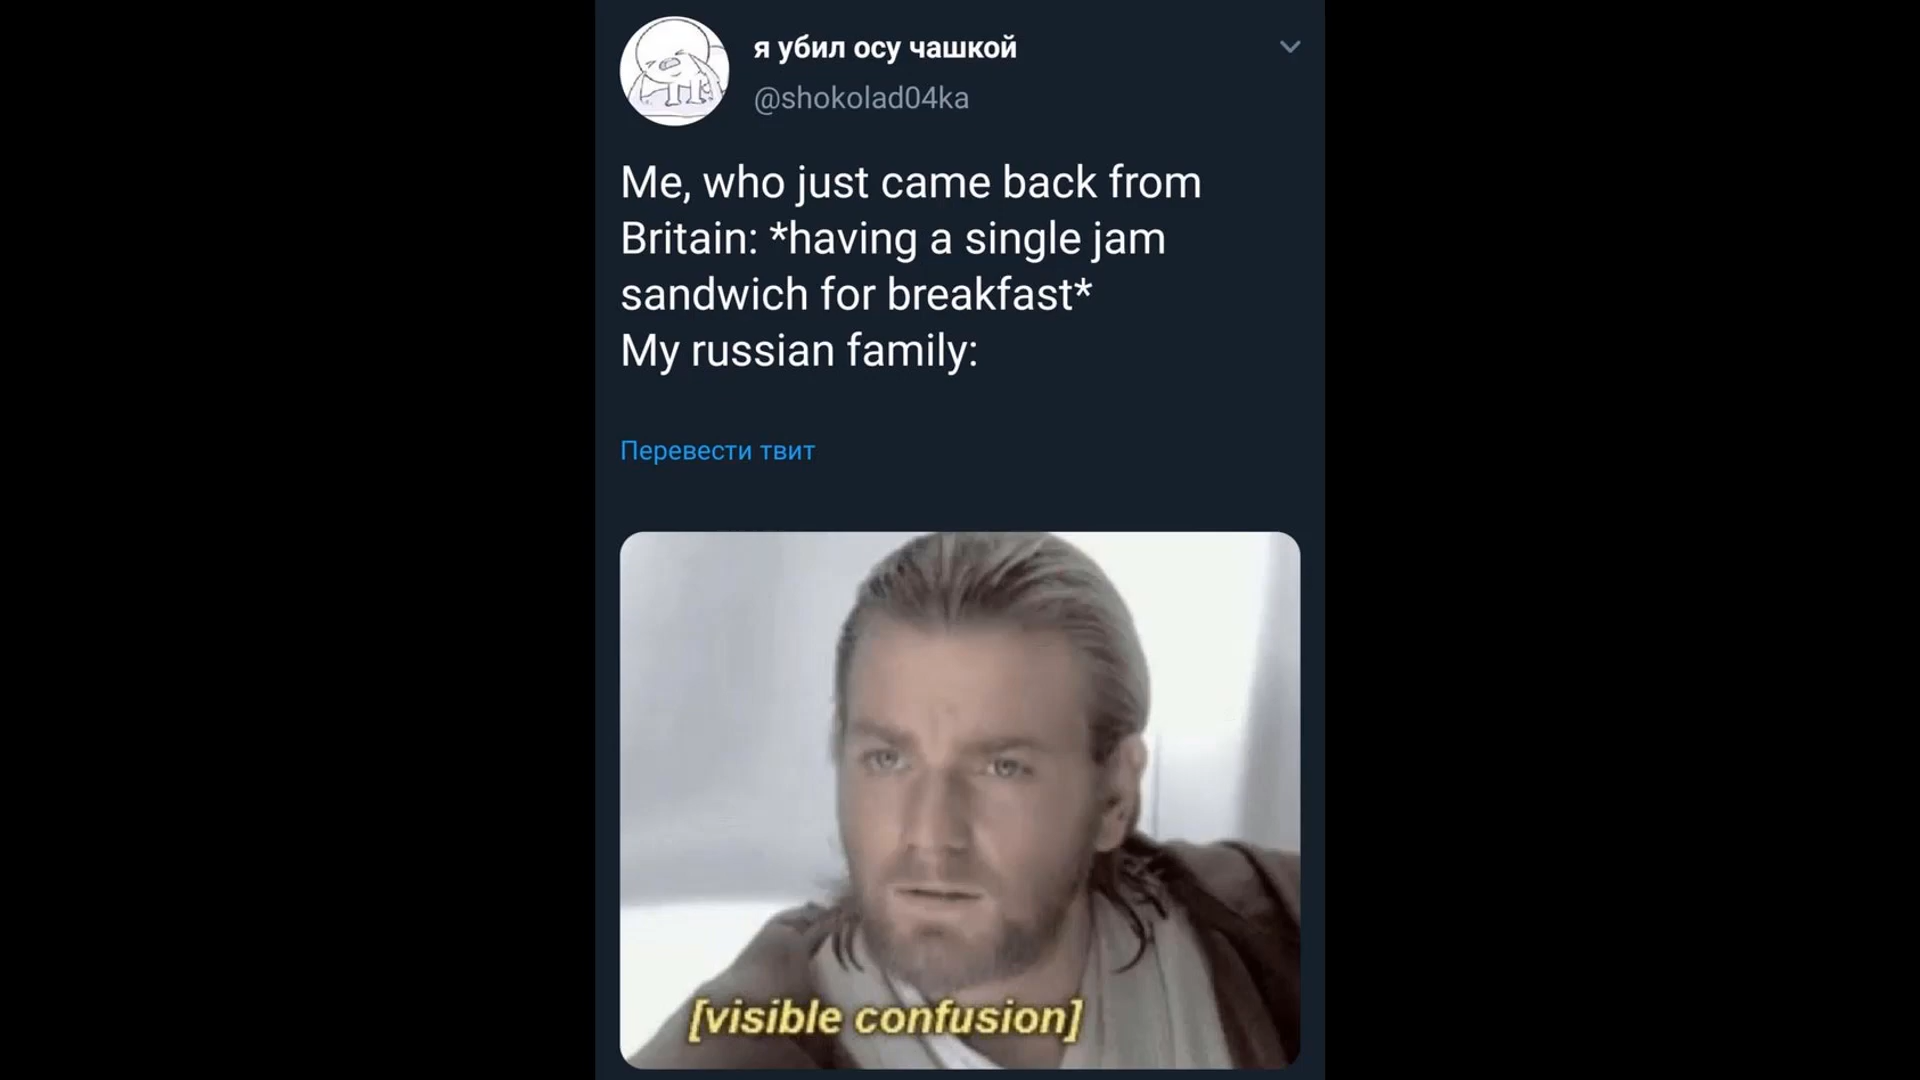 я убил осу чашкой
@shokolad04ka
Me, who just came back from
Britain: *having a single jam
sandwich for breakfast*
My russian family:
Перевести твит
[visible confusion]